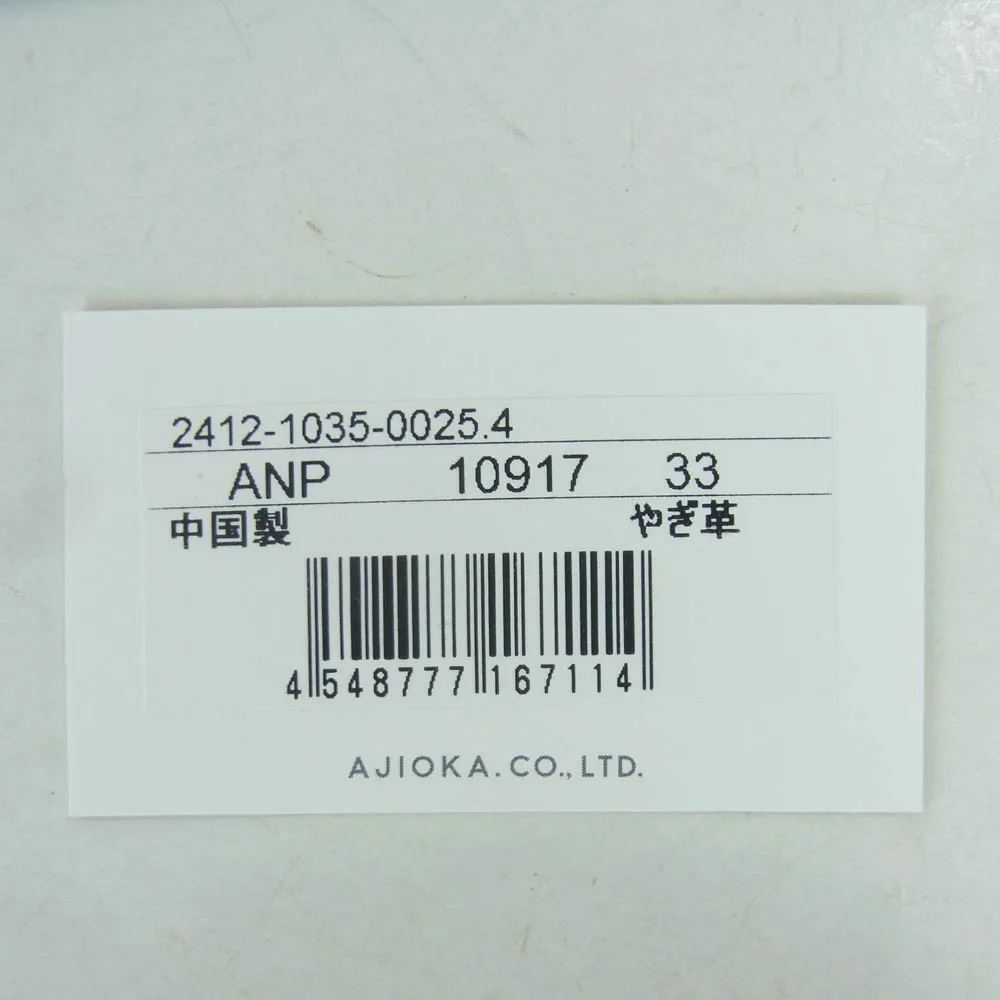 2412-1035-0025.4
ANP 10917 33
中国製 やぎ革
4 548777 167114
AJIOKA.CO.,LTD.